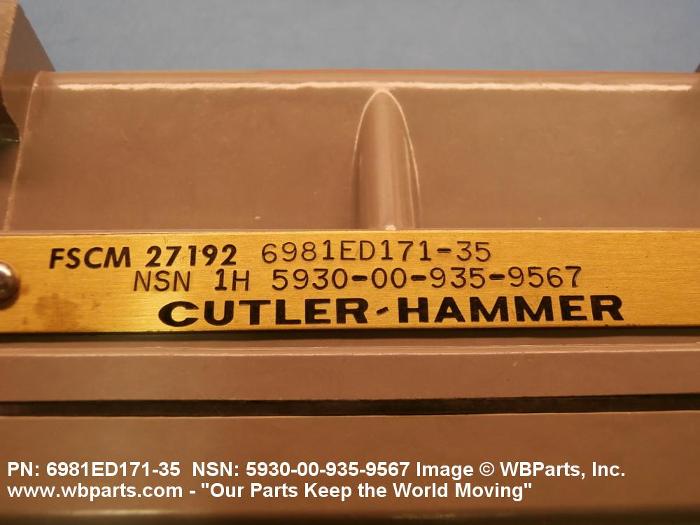 FSCM 27192 6981ED171-35
NSN 1H 5930-00-935-9567
CUTLER-HAMMER
PN: 6981ED171-35 NSN: 5930-00-935-9567 Image © WBParts, Inc.
www.wbparts.com - "Our Parts Keep the World Moving"